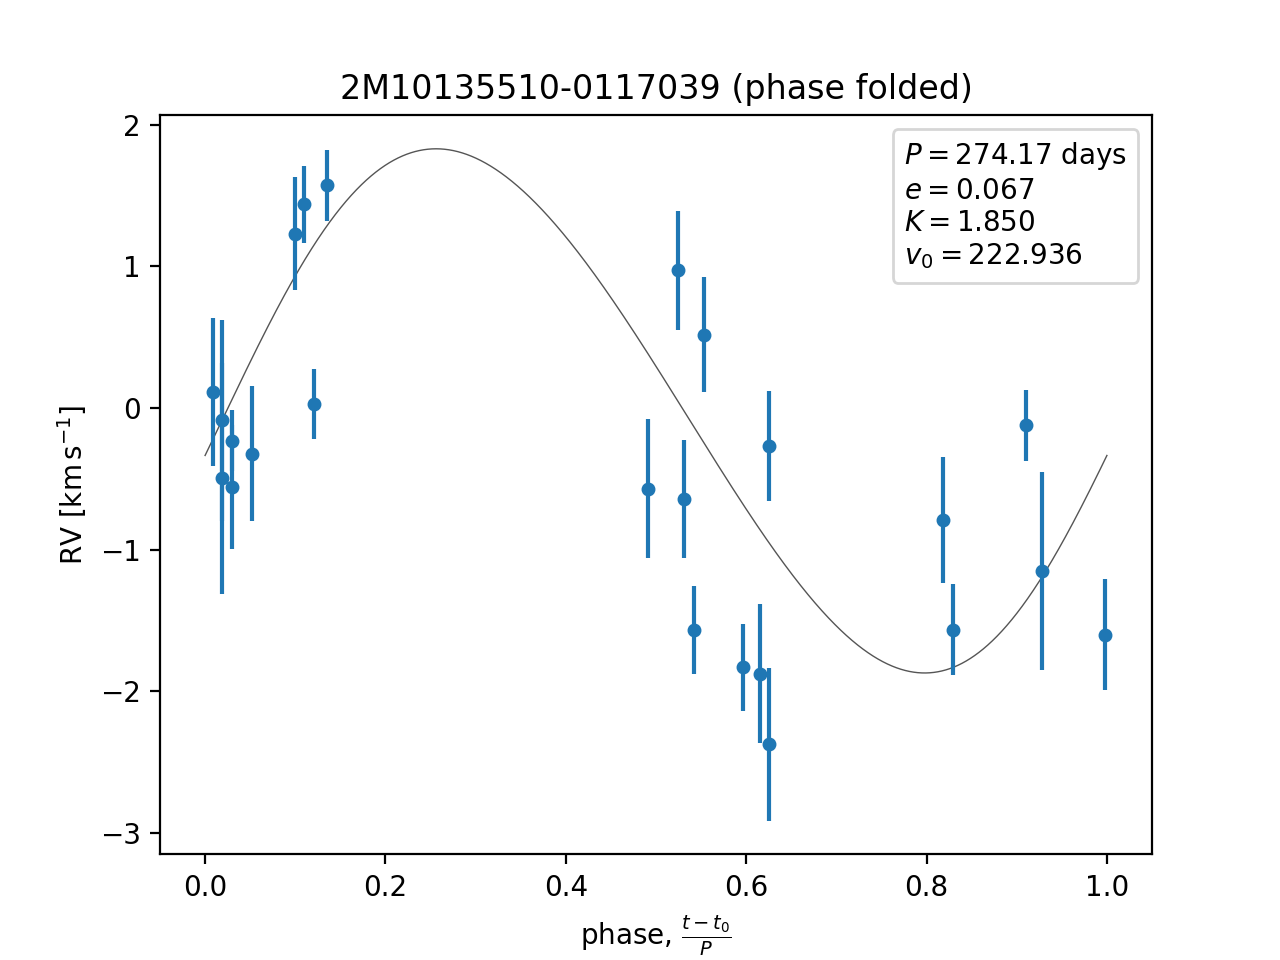 2M10135510-0117039 (phase folded)
P = 274.17 days
e = 0.067
K = 1.850
v₀ = 222.936
RV [km s⁻¹]
2
1
0
−1
−2
−3
0.0 0.2 0.4 0.6 0.8 1.0
phase, (t − t₀)/P